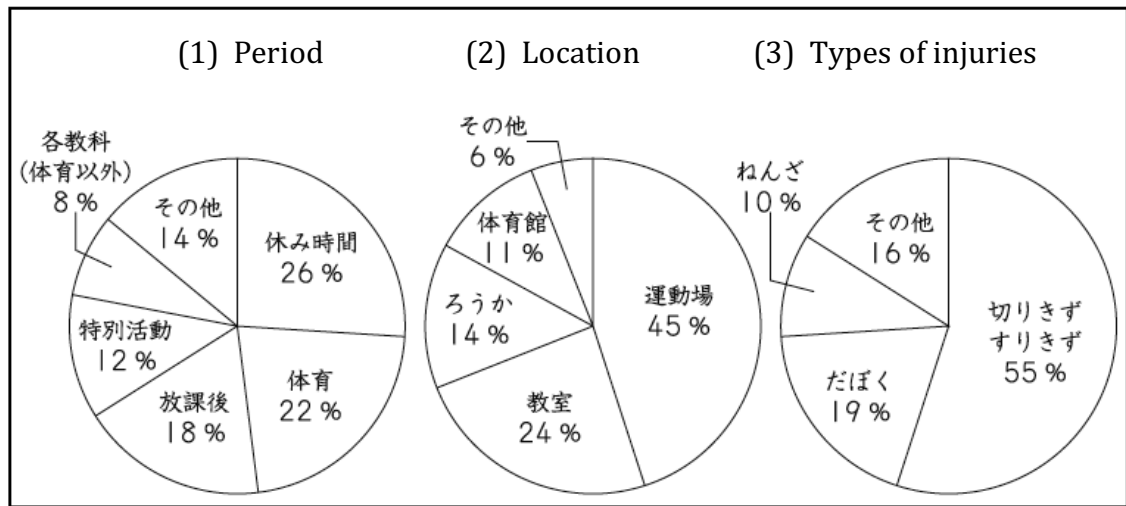 (1) Period
各教科
(体育以外)
8%
その他
14%
休み時間
26%
体育
22%
放課後
18%
特別活動
12%
(2) Location
その他
6%
体育館
11%
ろうか
14%
教室
24%
運動場
45%
(3) Types of injuries
ねんざ
10%
その他
16%
切りきず
すりきず
55%
だぼく
19%